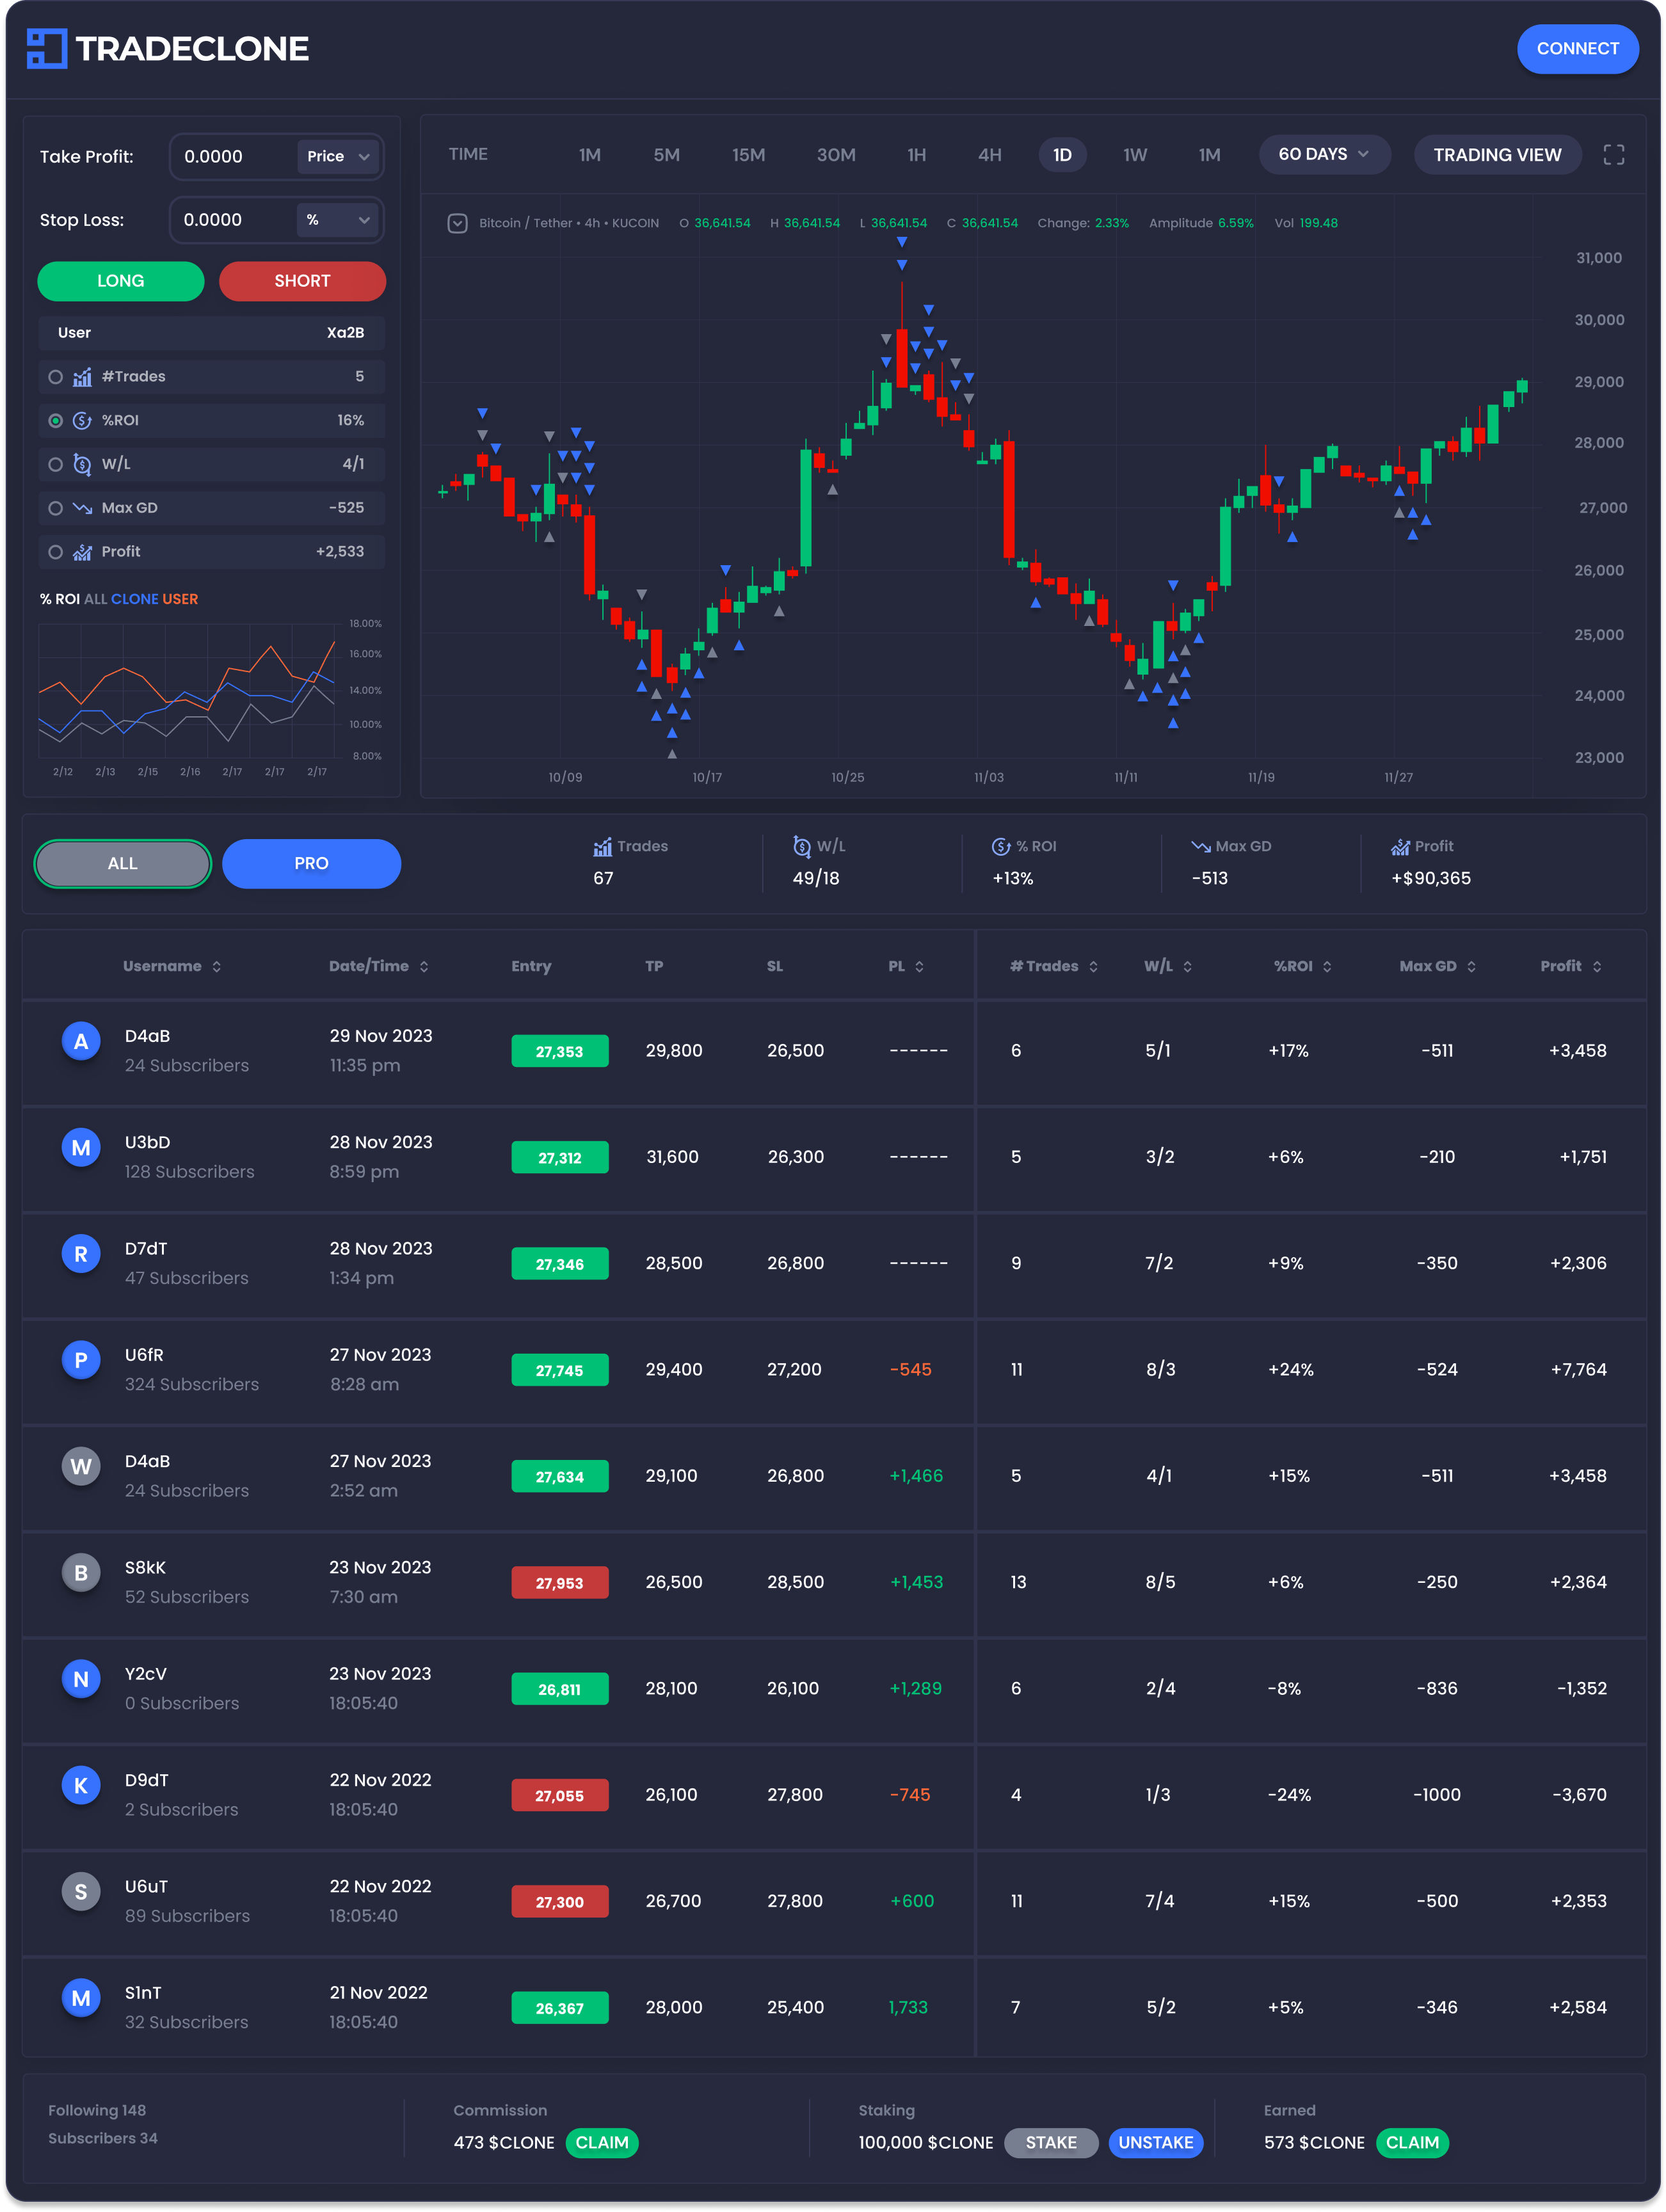 TRADECLONE
CONNECT
Take Profit: 0.0000 Price
Stop Loss: 0.0000 %
LONG SHORT
User Xa2B
#Trades 5
%ROI 16%
W/L 4/1
Max GD -525
Profit +2,533
% ROI ALL CLONE USER
18.00%
16.00%
14.00%
10.00%
8.00%
2/12 2/13 2/15 2/16 2/17 2/17 2/17
TIME 1M 5M 15M 30M 1H 4H 1D 1W 1M 60 DAYS TRADING VIEW
Bitcoin / Tether • 4h • KUCOIN O 36,641.54 H 36,641.54 L 36,641.54 C 36,641.54 Change: 2.33% Amplitude 6.59% Vol 199.48
31,000
30,000
29,000
28,000
27,000
26,000
25,000
24,000
23,000
10/09 10/17 10/25 11/03 11/11 11/19 11/27
ALL PRO
Trades W/L % ROI Max GD Profit
67 49/18 +13% -513 +$90,365
Username Date/Time Entry TP SL PL # Trades W/L %ROI Max GD Profit
A D4aB 29 Nov 2023 27,353 29,800 26,500 ------ 6 5/1 +17% -511 +3,458
24 Subscribers 11:35 pm
M U3bD 28 Nov 2023 27,312 31,600 26,300 ------ 5 3/2 +6% -210 +1,751
128 Subscribers 8:59 pm
R D7dT 28 Nov 2023 27,346 28,500 26,800 ------ 9 7/2 +9% -350 +2,306
47 Subscribers 1:34 pm
P U6fR 27 Nov 2023 27,745 29,400 27,200 -545 11 8/3 +24% -524 +7,764
324 Subscribers 8:28 am
W D4aB 27 Nov 2023 27,634 29,100 26,800 +1,466 5 4/1 +15% -511 +3,458
24 Subscribers 2:52 am
B S8kK 23 Nov 2023 27,953 26,500 28,500 +1,453 13 8/5 +6% -250 +2,364
52 Subscribers 7:30 am
N Y2cV 23 Nov 2023 26,811 28,100 26,100 +1,289 6 2/4 -8% -836 -1,352
0 Subscribers 18:05:40
K D9dT 22 Nov 2022 27,055 26,100 27,800 -745 4 1/3 -24% -1000 -3,670
2 Subscribers 18:05:40
S U6uT 22 Nov 2022 27,300 26,700 27,800 +600 11 7/4 +15% -500 +2,353
89 Subscribers 18:05:40
M S1nT 21 Nov 2022 26,367 28,000 25,400 1,733 7 5/2 +5% -346 +2,584
32 Subscribers 18:05:40
Following 148
Subscribers 34
Commission
473 $CLONE CLAIM
Staking
100,000 $CLONE STAKE UNSTAKE
Earned
573 $CLONE CLAIM